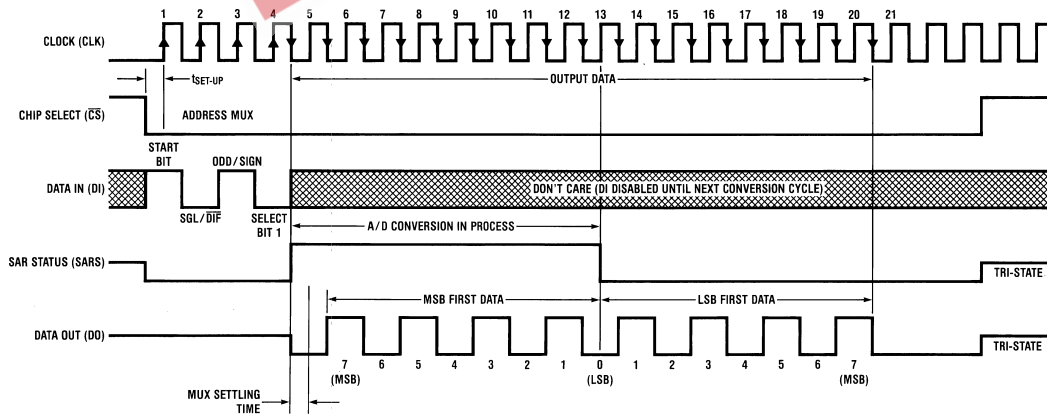 1 2 3 4 5 6 7 8 9 10 11 12 13 14 15 16 17 18 19 20 21
CLOCK (CLK)
tSET-UP
OUTPUT DATA
CHIP SELECT (C̅S̅)
ADDRESS MUX
START
BIT
ODD/SIGN
DATA IN (DI)
DON'T CARE (DI DISABLED UNTIL NEXT CONVERSION CYCLE)
SGL/D̅I̅F̅
SELECT
BIT 1
A/D CONVERSION IN PROCESS
SAR STATUS (SARS)
TRI-STATE
MSB FIRST DATA
LSB FIRST DATA
DATA OUT (DO)
TRI-STATE
7 6 5 4 3 2 1 0 1 2 3 4 5 6 7
(MSB) (LSB) (MSB)
MUX SETTLING
TIME